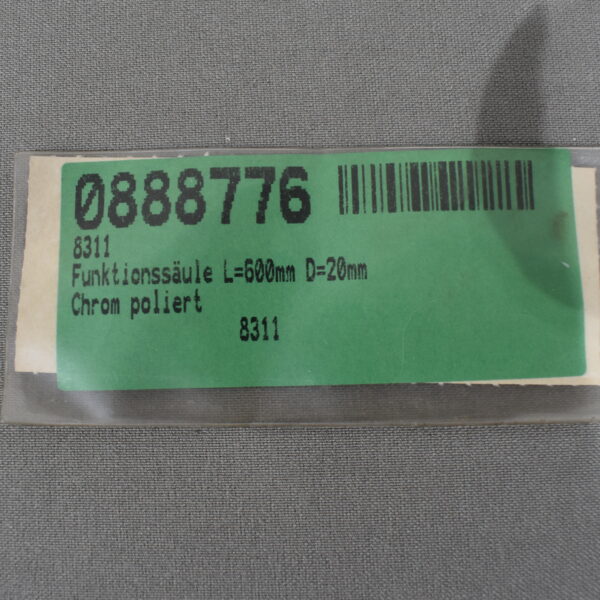 0888776
8311
Funktionssäule L=600mm D=20mm
Chrom poliert
8311